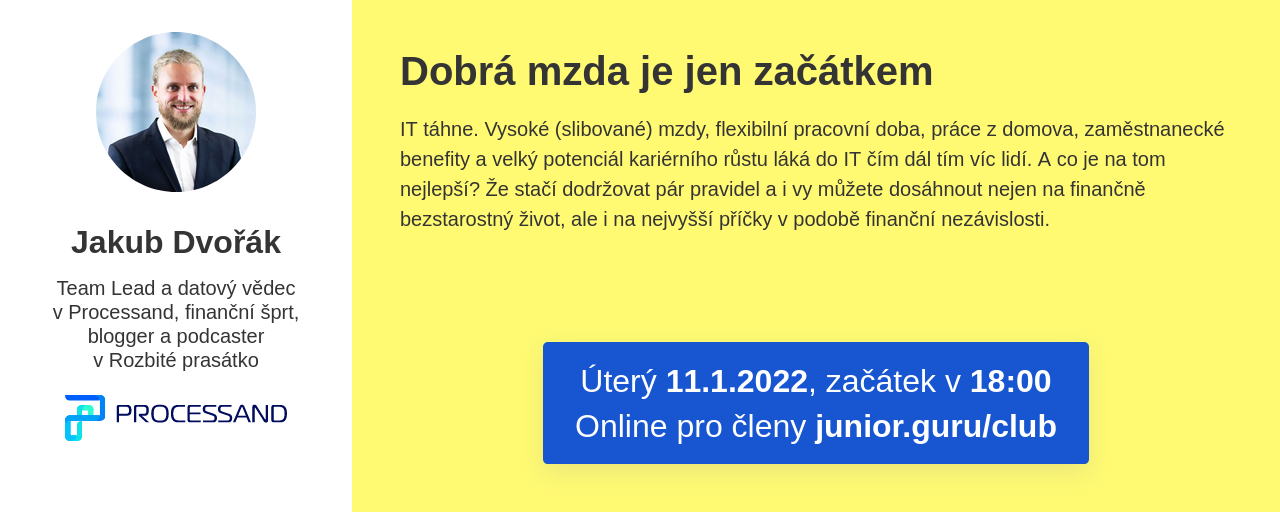 Jakub Dvořák
Team Lead a datový vědec
v Processand, finanční šprt,
blogger a podcaster
v Rozbité prasátko
PROCESSAND
Dobrá mzda je jen začátkem
IT táhne. Vysoké (slibované) mzdy, flexibilní pracovní doba, práce z domova, zaměstnanecké
benefity a velký potenciál kariérního růstu láká do IT čím dál tím víc lidí. A co je na tom
nejlepší? Že stačí dodržovat pár pravidel a i vy můžete dosáhnout nejen na finančně
bezstarostný život, ale i na nejvyšší příčky v podobě finanční nezávislosti.
Úterý 11.1.2022, začátek v 18:00
Online pro členy junior.guru/club